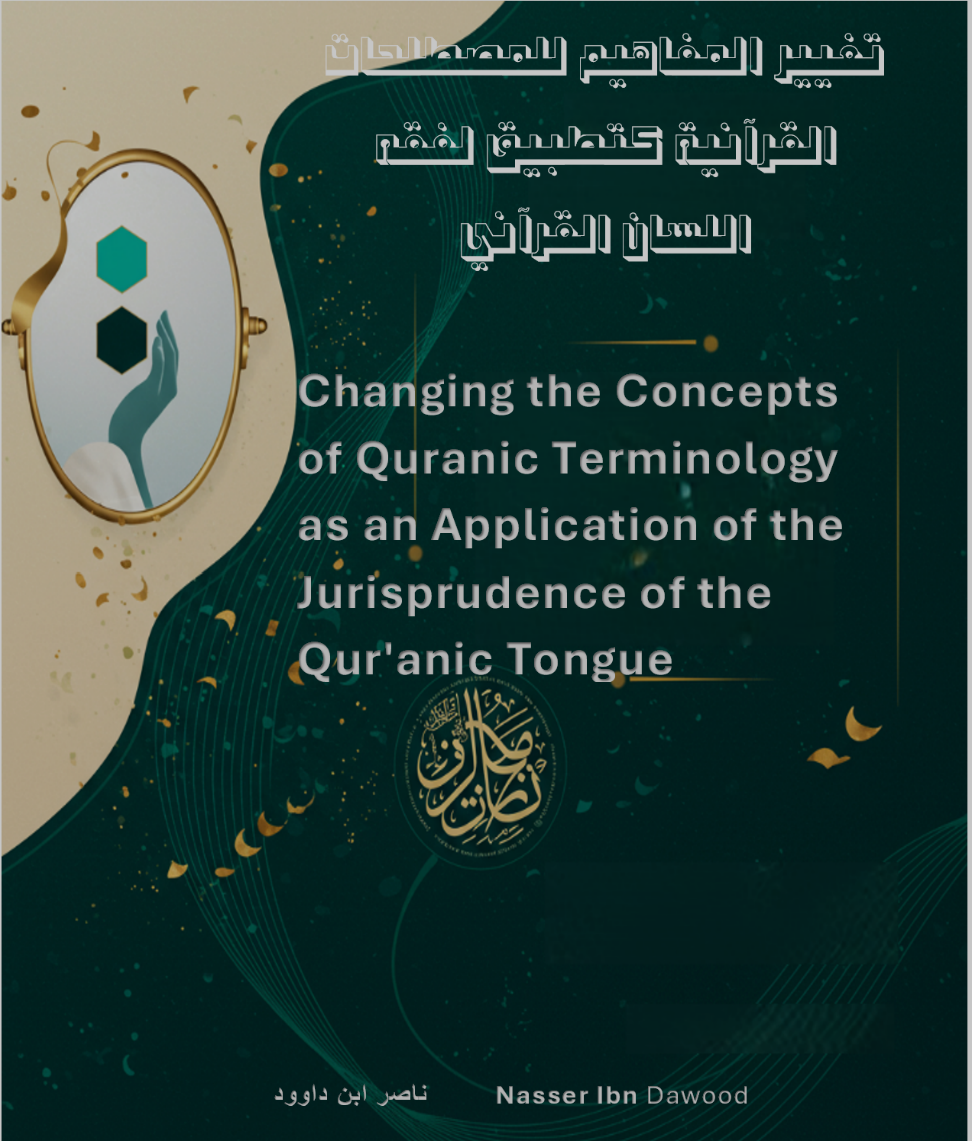 تغيير المفاهيم للمصطلحات
القرآنية كتطبيق لفقه
اللسان القرآني
Changing the Concepts
of Quranic Terminology
as an Application of the
Jurisprudence of the
Qur'anic Tongue
ناصر ابن داوود
Nasser Ibn Dawood